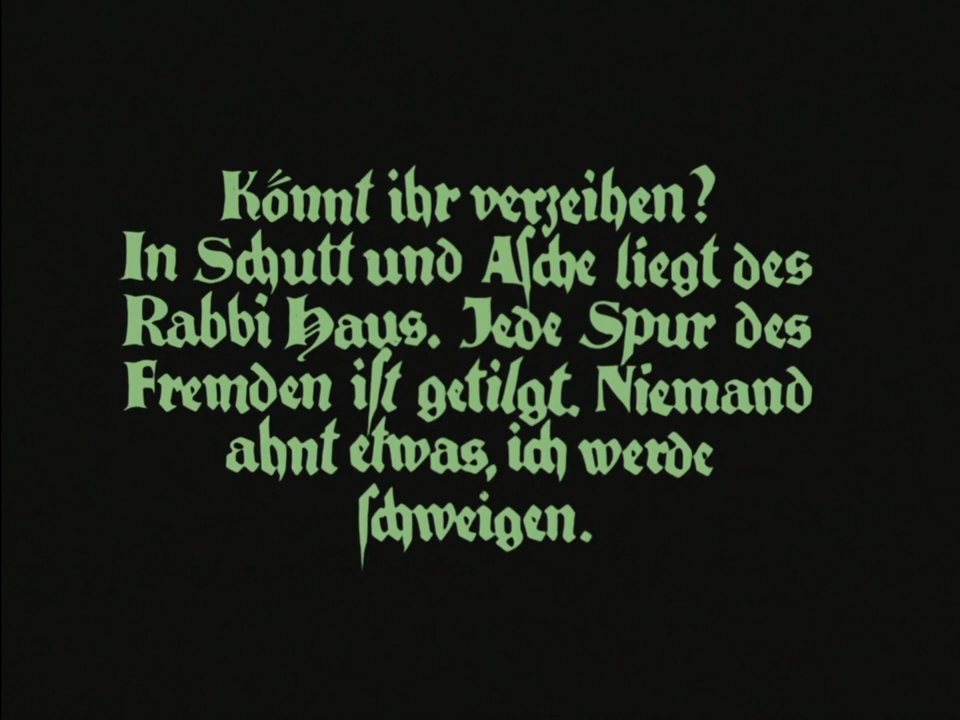 Könnt ihr verzeihen?
In Schutt und Aſche liegt des
Rabbi Haus. Jede Spur des
Fremden iſt getilgt. Niemand
ahnt etwas, ich werde
ſchweigen.